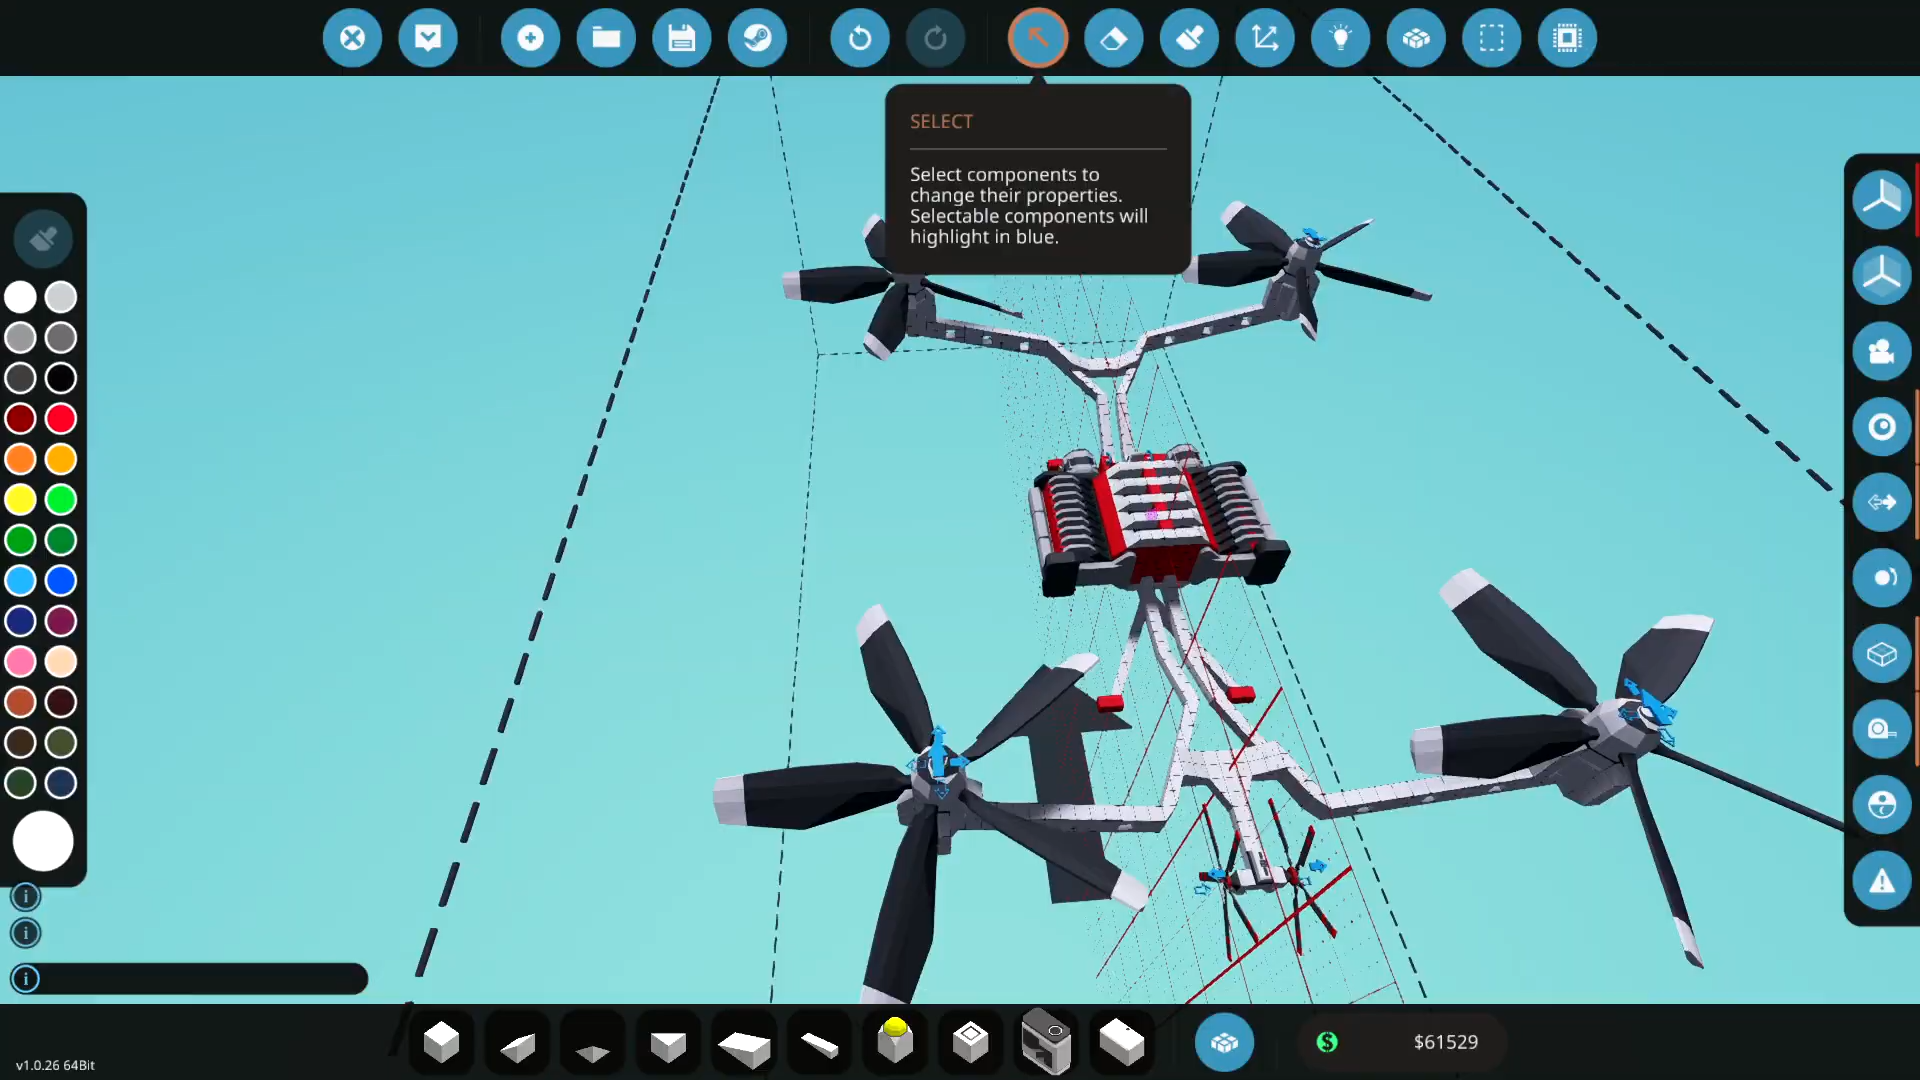 SELECT
Select components to
change their properties.
Selectable components will
highlight in blue.
$61529
v1.0.26 64Bit